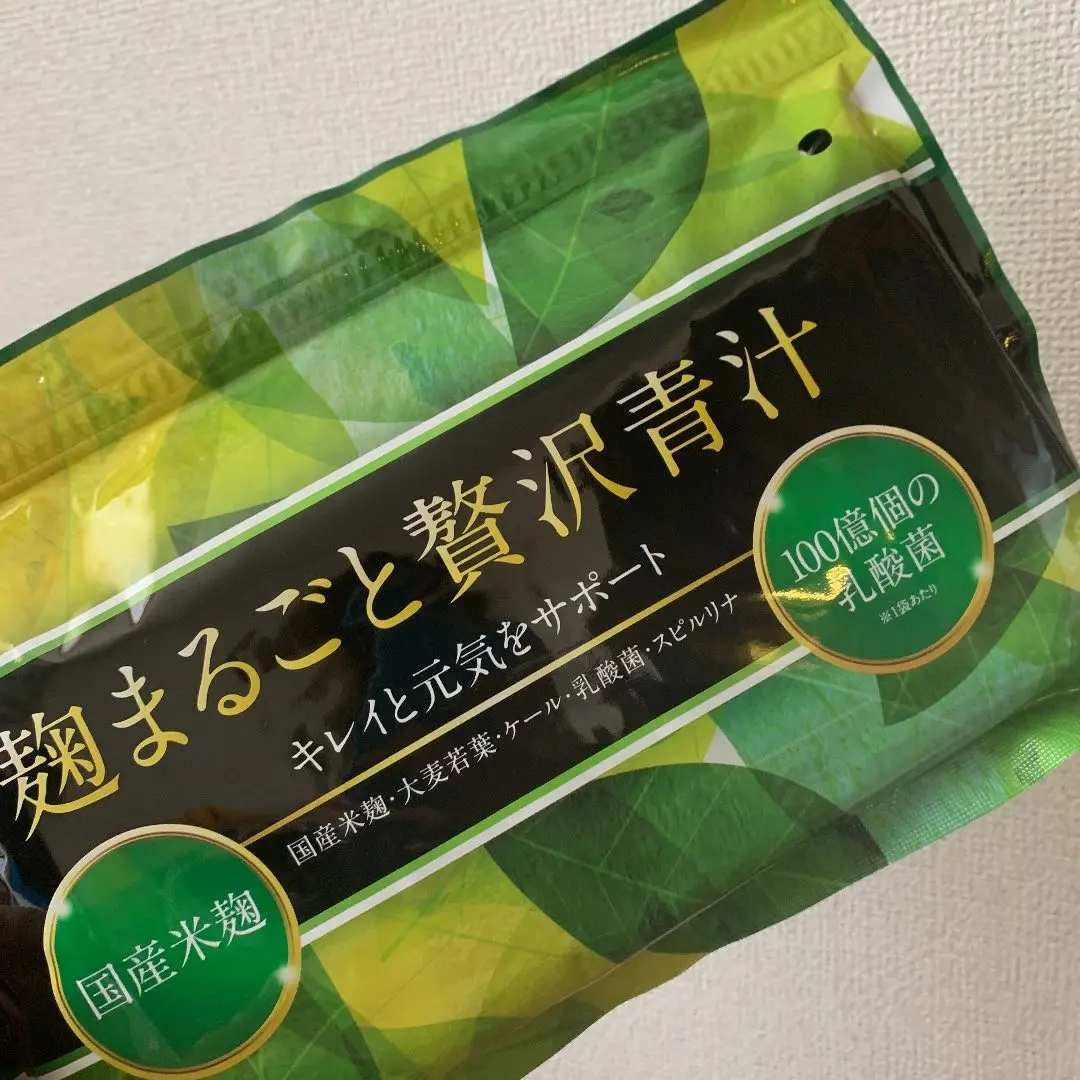 麹まるごと贅沢青汁
キレイと元気をサポート
国産米麹・大麦若葉・ケール・乳酸菌・スピルリナ
100億個の
乳酸菌
※1袋あたり
国産米麹